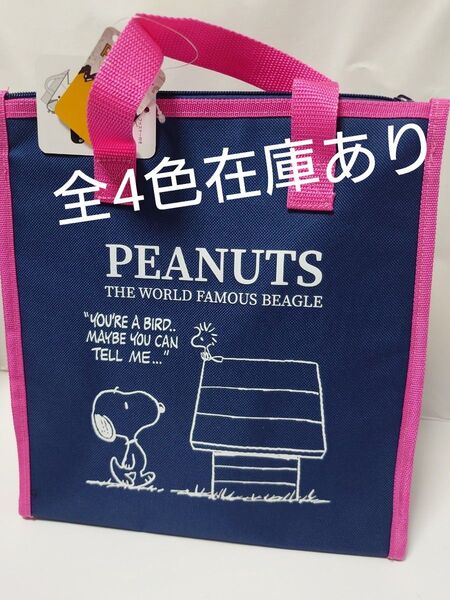 全4色在庫あり
PEANUTS
THE WORLD FAMOUS BEAGLE
"YOU'RE A BIRD..
MAYBE YOU CAN
TELL ME..."